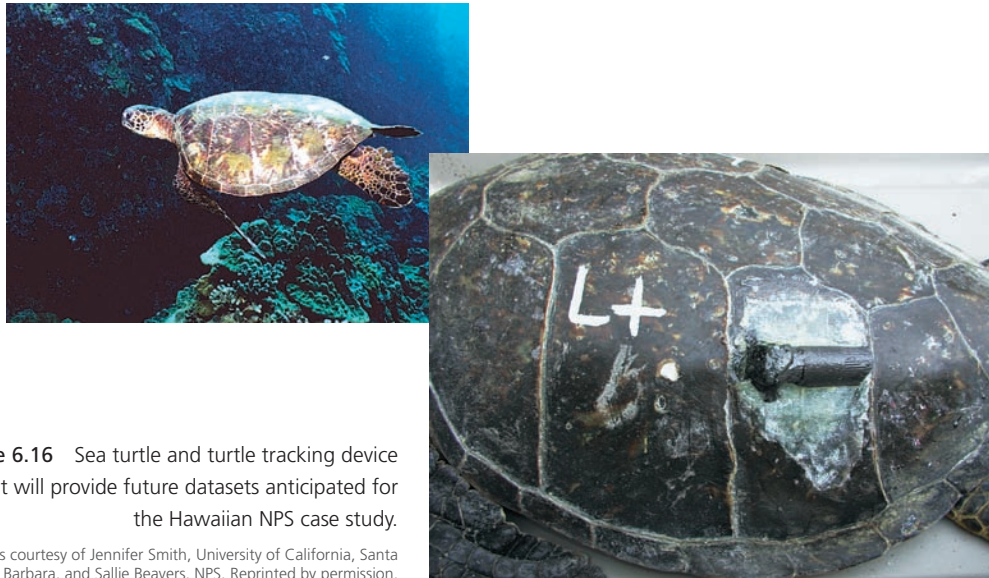 6.16 Sea turtle and turtle tracking device
will provide future datasets anticipated for
the Hawaiian NPS case study.
courtesy of Jennifer Smith, University of California, Santa
Barbara, and Sallie Beavers, NPS. Reprinted by permission.
L+